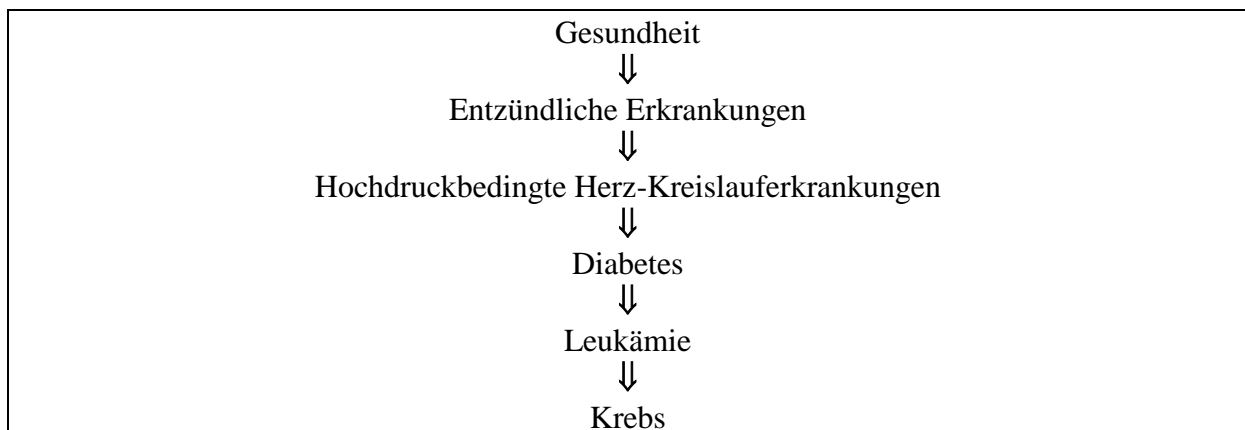 Gesundheit
⇓
Entzündliche Erkrankungen
⇓
Hochdruckbedingte Herz-Kreislauferkrankungen
⇓
Diabetes
⇓
Leukämie
⇓
Krebs